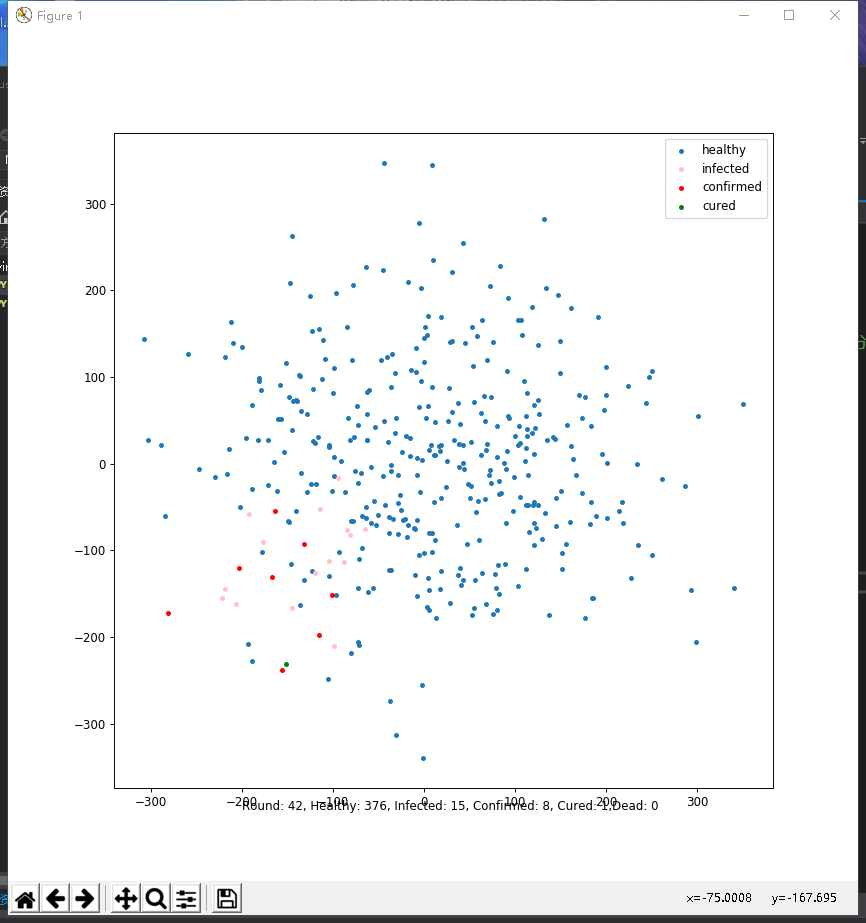 Figure 1
healthy
infected
confirmed
cured
300
200
100
0
−100
−200
−300
−300
−200
−100
0
100
200
300
Round: 42, Healthy: 376, Infected: 15, Confirmed: 8, Cured: 1,Dead: 0
x=-75.0008 y=-167.695